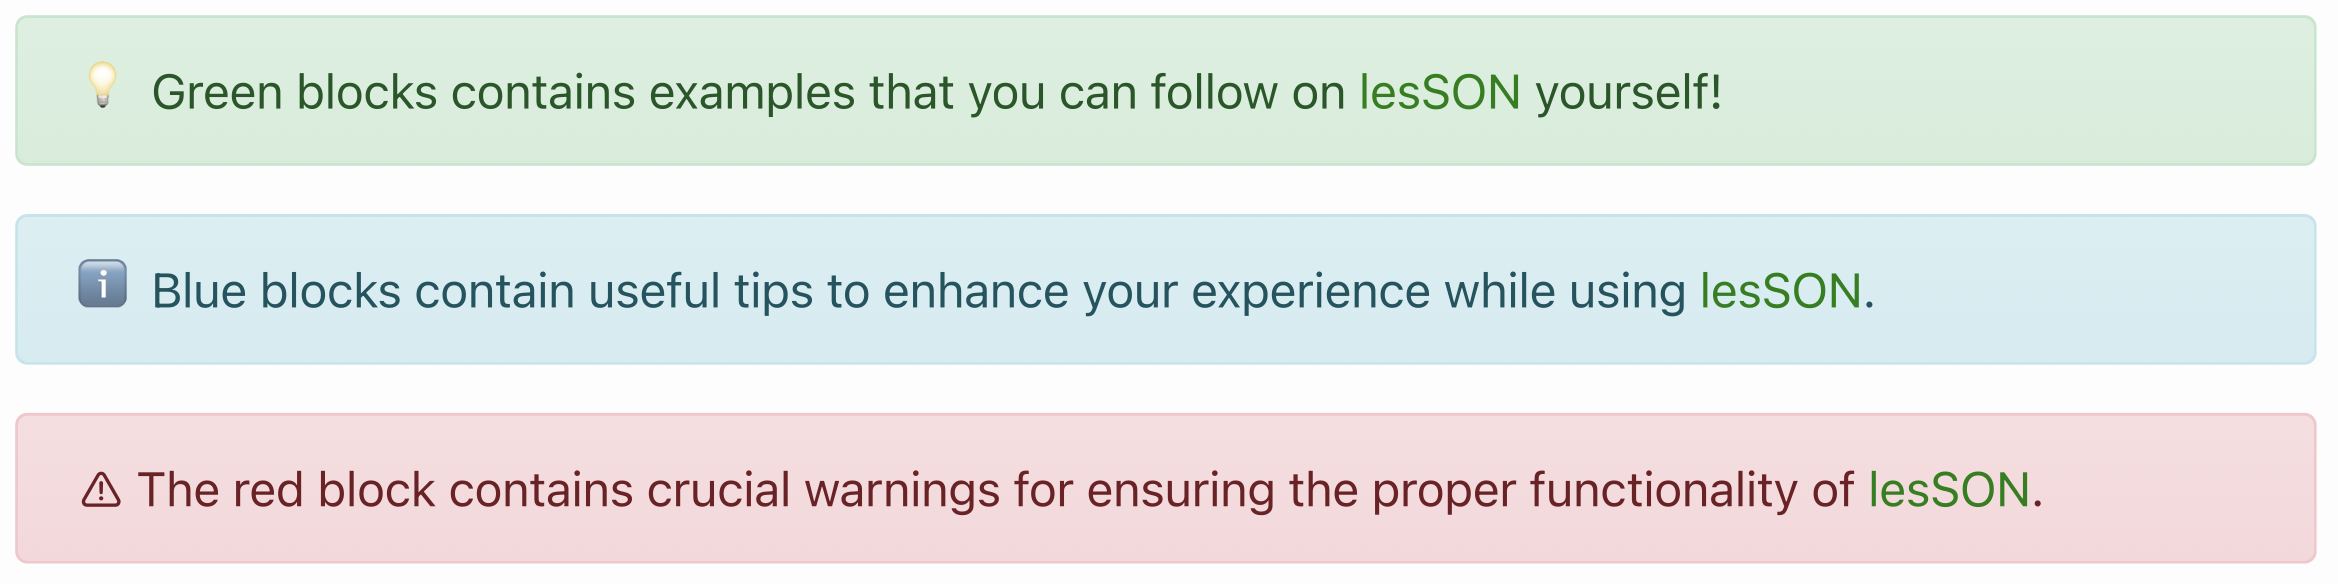 💡 Green blocks contains examples that you can follow on lesSON yourself!
ℹ️ Blue blocks contain useful tips to enhance your experience while using lesSON.
⚠ The red block contains crucial warnings for ensuring the proper functionality of lesSON.